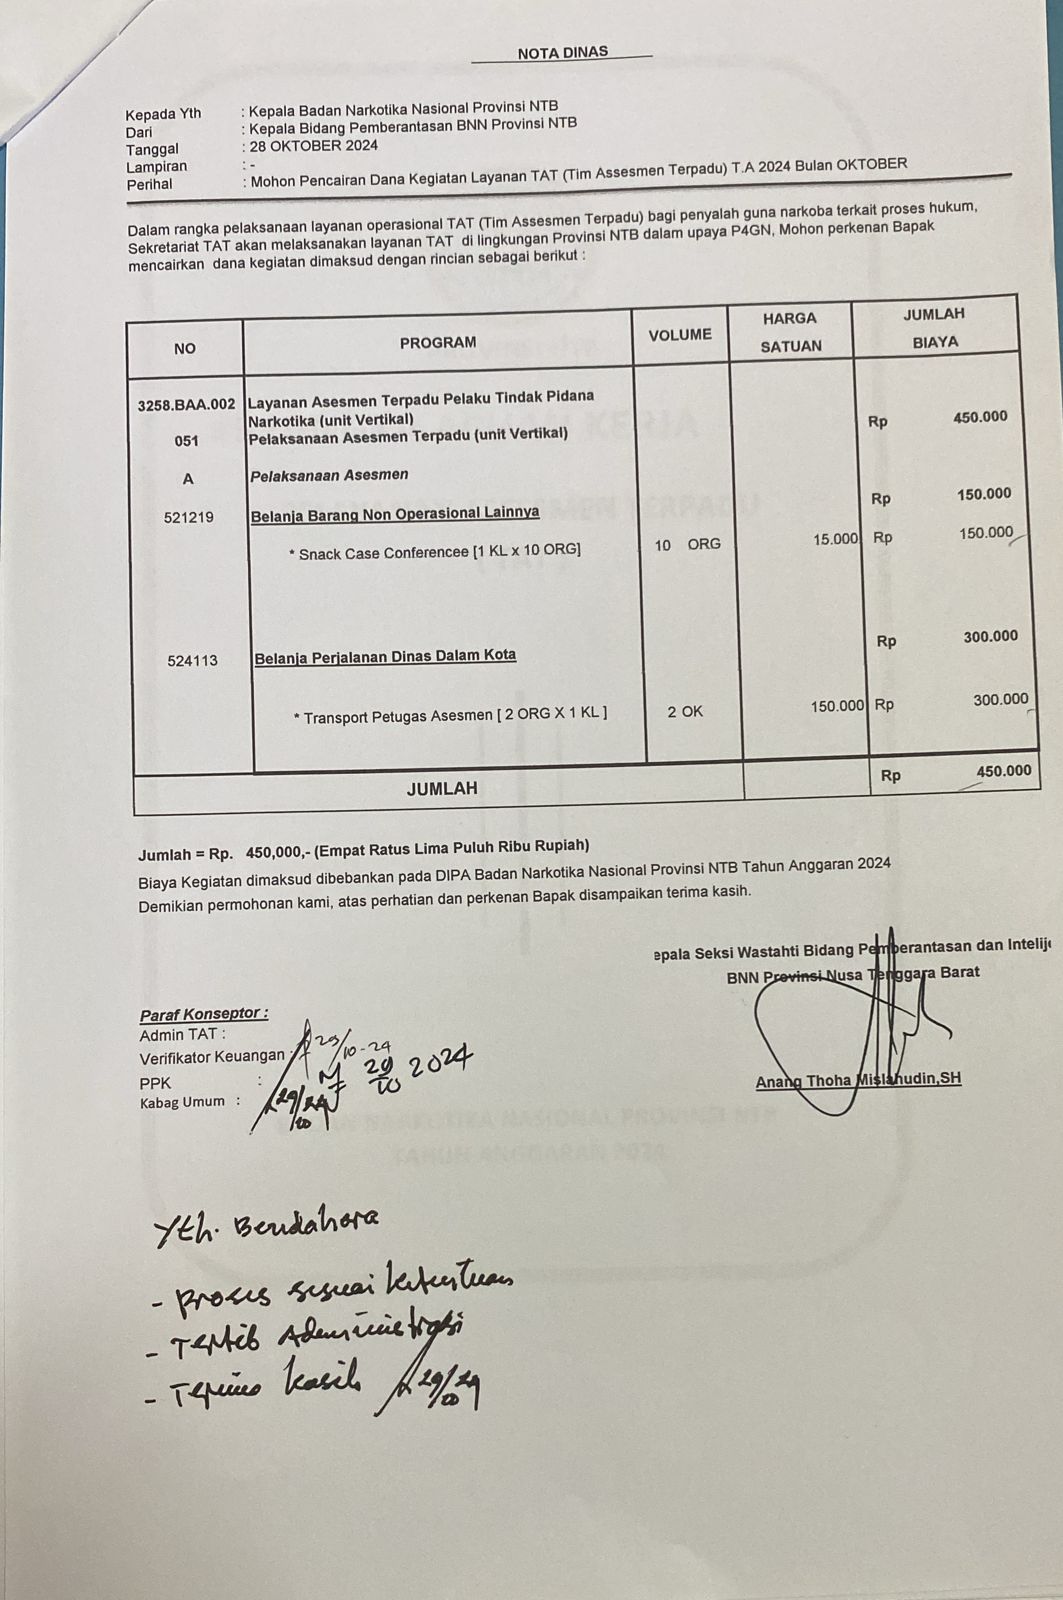 NOTA DINAS
Kepada Yth : Kepala Badan Narkotika Nasional Provinsi NTB
Dari : Kepala Bidang Pemberantasan BNN Provinsi NTB
Tanggal : 28 OKTOBER 2024
Lampiran : -
Perihal : Mohon Pencairan Dana Kegiatan Layanan TAT (Tim Assesmen Terpadu) T.A 2024 Bulan OKTOBER
Dalam rangka pelaksanaan layanan operasional TAT (Tim Assesmen Terpadu) bagi penyalah guna narkoba terkait proses hukum,
Sekretariat TAT akan melaksanakan layanan TAT di lingkungan Provinsi NTB dalam upaya P4GN, Mohon perkenan Bapak
mencairkan dana kegiatan dimaksud dengan rincian sebagai berikut :
NO PROGRAM VOLUME HARGA SATUAN JUMLAH BIAYA
3258.BAA.002 Layanan Asesmen Terpadu Pelaku Tindak Pidana
Narkotika (unit Vertikal) Rp 450.000
051 Pelaksanaan Asesmen Terpadu (unit Vertikal)
A Pelaksanaan Asesmen
521219 Belanja Barang Non Operasional Lainnya Rp 150.000
* Snack Case Conferencee [1 KL x 10 ORG] 10 ORG 15.000 Rp 150.000
524113 Belanja Perjalanan Dinas Dalam Kota Rp 300.000
* Transport Petugas Asesmen [ 2 ORG X 1 KL ] 2 OK 150.000 Rp 300.000
JUMLAH Rp 450.000
Jumlah = Rp. 450,000,- (Empat Ratus Lima Puluh Ribu Rupiah)
Biaya Kegiatan dimaksud dibebankan pada DIPA Badan Narkotika Nasional Provinsi NTB Tahun Anggaran 2024
Demikian permohonan kami, atas perhatian dan perkenan Bapak disampaikan terima kasih.
epala Seksi Wastahti Bidang Pemberantasan dan Intelije
BNN Provinsi Nusa Tenggara Barat
Anang Thoha Mislahudin,SH
Paraf Konseptor :
Admin TAT :
Verifikator Keuangan : 29/10-24
PPK : 29/10 2024
Kabag Umum : 29/10
Yth. Bendahara
- Proses sesuai ketentuan
- Tertib Administrasi
- Terima kasih 29/10
TAHUN ANGGARAN 2024